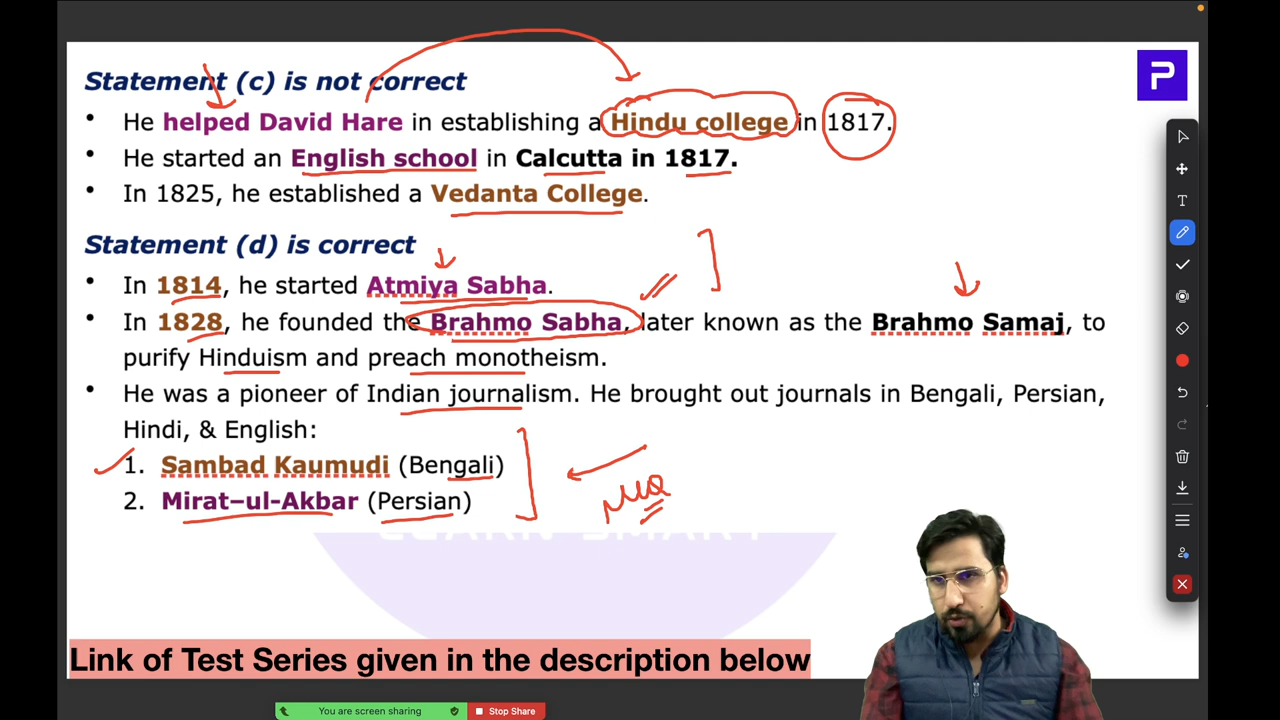 Statement (c) is not correct
P
• He helped David Hare in establishing a Hindu college in 1817.
• He started an English school in Calcutta in 1817.
• In 1825, he established a Vedanta College.
Statement (d) is correct
• In 1814, he started Atmiya Sabha.
• In 1828, he founded the Brahmo Sabha, later known as the Brahmo Samaj, to
purify Hinduism and preach monotheism.
• He was a pioneer of Indian journalism. He brought out journals in Bengali, Persian,
Hindi, & English:
1. Sambad Kaumudi (Bengali)
2. Mirat–ul-Akbar (Persian)
LEARN SMART
Link of Test Series given in the description below
You are screen sharing
Stop Share